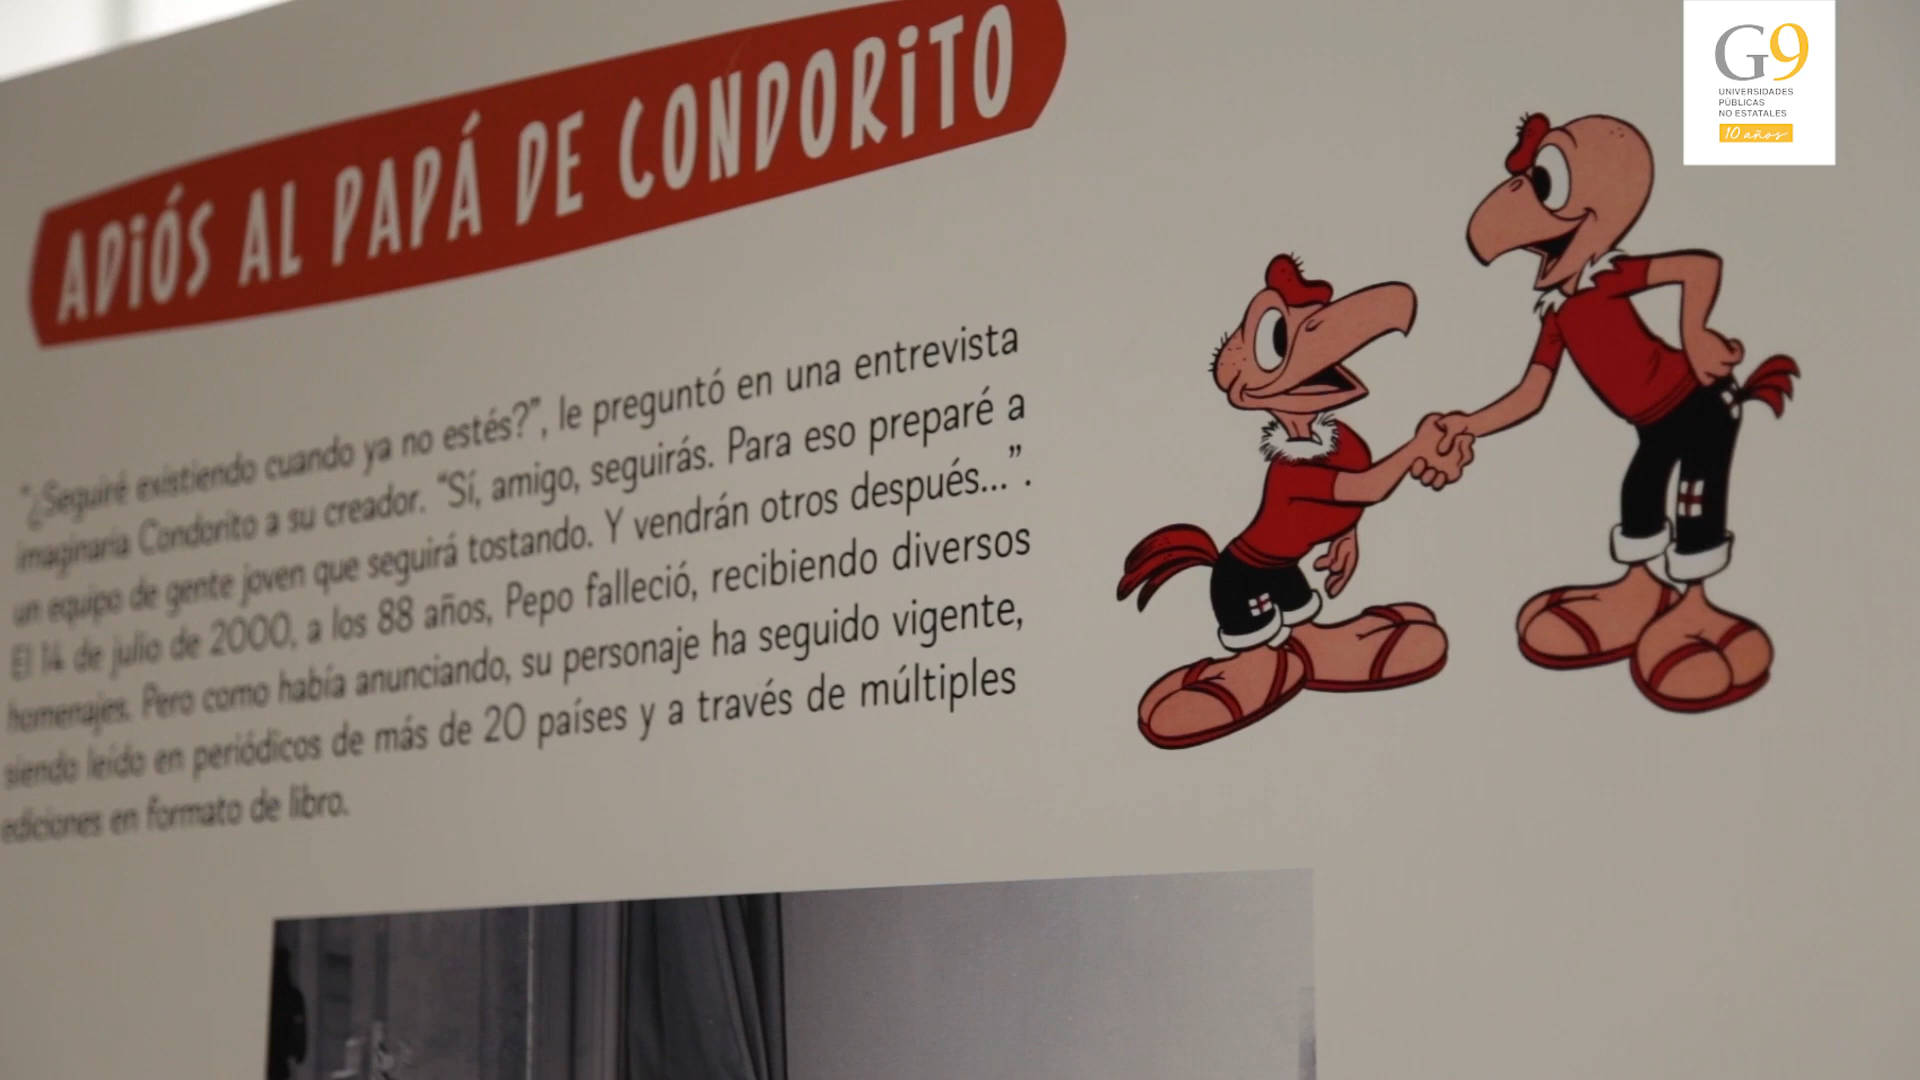 G9
UNIVERSIDADES
PÚBLICAS
NO ESTATALES
10 años
ADIÓS AL PAPÁ DE CONDORITO
"¿Seguiré existiendo cuando ya no estés?", le preguntó en una entrevista
imaginaria Condorito a su creador. "Sí, amigo, seguirás. Para eso preparé a
un equipo de gente joven que seguirá tostando. Y vendrán otros después...".
El 14 de julio de 2000, a los 88 años, Pepo falleció, recibiendo diversos
homenajes. Pero como había anunciando, su personaje ha seguido vigente,
siendo leído en periódicos de más de 20 países y a través de múltiples
ediciones en formato de libro.